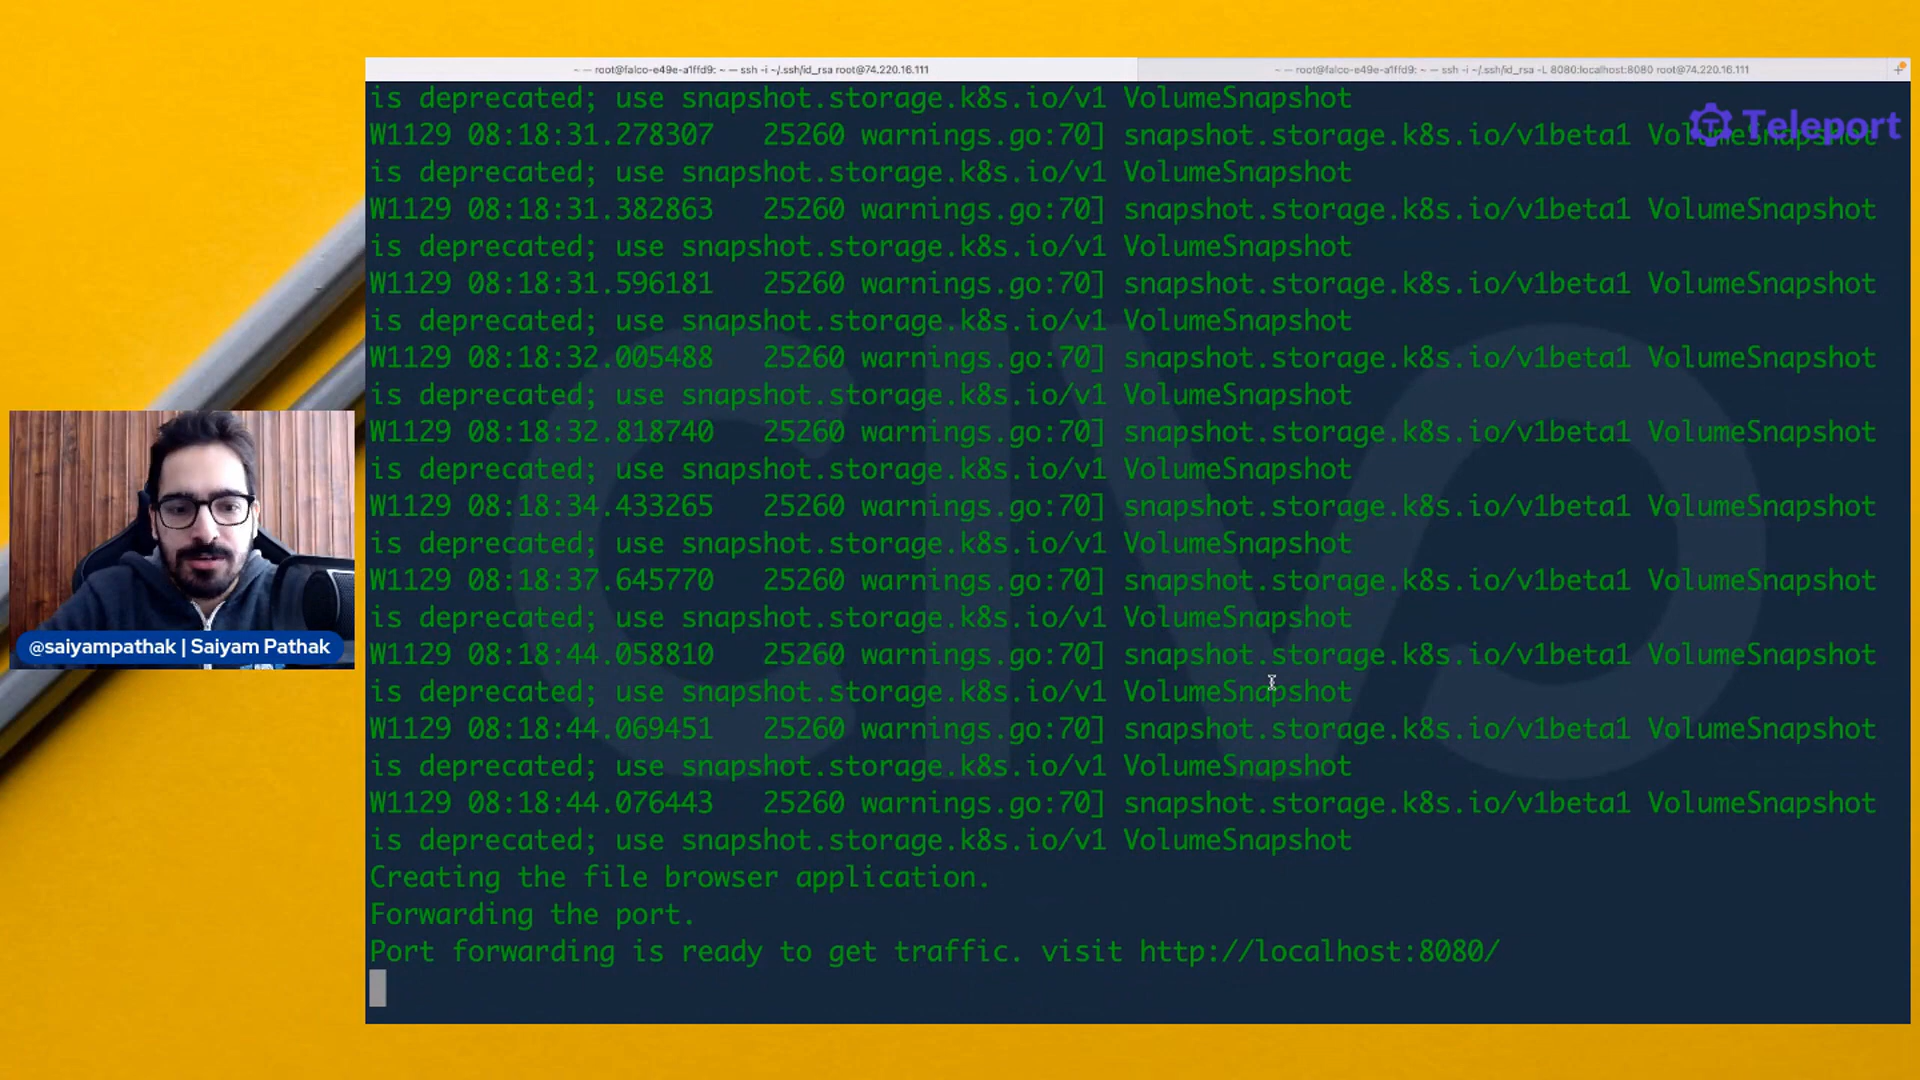 ~ — root@falco-e49e-a1ffd9: ~ — ssh -i ~/.ssh/id_rsa root@74.220.16.111
~ — root@falco-e49e-a1ffd9: ~ — ssh -i ~/.ssh/id_rsa -L 8080:localhost:8080 root@74.220.16.111
+
is deprecated; use snapshot.storage.k8s.io/v1 VolumeSnapshot
W1129 08:18:31.278307   25260 warnings.go:70] snapshot.storage.k8s.io/v1beta1 VolumeSnapshot
Teleport
is deprecated; use snapshot.storage.k8s.io/v1 VolumeSnapshot
W1129 08:18:31.382863   25260 warnings.go:70] snapshot.storage.k8s.io/v1beta1 VolumeSnapshot
is deprecated; use snapshot.storage.k8s.io/v1 VolumeSnapshot
W1129 08:18:31.596181   25260 warnings.go:70] snapshot.storage.k8s.io/v1beta1 VolumeSnapshot
is deprecated; use snapshot.storage.k8s.io/v1 VolumeSnapshot
W1129 08:18:32.005488   25260 warnings.go:70] snapshot.storage.k8s.io/v1beta1 VolumeSnapshot
is deprecated; use snapshot.storage.k8s.io/v1 VolumeSnapshot
W1129 08:18:32.818740   25260 warnings.go:70] snapshot.storage.k8s.io/v1beta1 VolumeSnapshot
is deprecated; use snapshot.storage.k8s.io/v1 VolumeSnapshot
W1129 08:18:34.433265   25260 warnings.go:70] snapshot.storage.k8s.io/v1beta1 VolumeSnapshot
is deprecated; use snapshot.storage.k8s.io/v1 VolumeSnapshot
W1129 08:18:37.645770   25260 warnings.go:70] snapshot.storage.k8s.io/v1beta1 VolumeSnapshot
is deprecated; use snapshot.storage.k8s.io/v1 VolumeSnapshot
W1129 08:18:44.058810   25260 warnings.go:70] snapshot.storage.k8s.io/v1beta1 VolumeSnapshot
is deprecated; use snapshot.storage.k8s.io/v1 VolumeSnapshot
W1129 08:18:44.069451   25260 warnings.go:70] snapshot.storage.k8s.io/v1beta1 VolumeSnapshot
is deprecated; use snapshot.storage.k8s.io/v1 VolumeSnapshot
W1129 08:18:44.076443   25260 warnings.go:70] snapshot.storage.k8s.io/v1beta1 VolumeSnapshot
is deprecated; use snapshot.storage.k8s.io/v1 VolumeSnapshot
Creating the file browser application.
Forwarding the port.
Port forwarding is ready to get traffic. visit http://localhost:8080/
CIVO
@saiyampathak | Saiyam Pathak